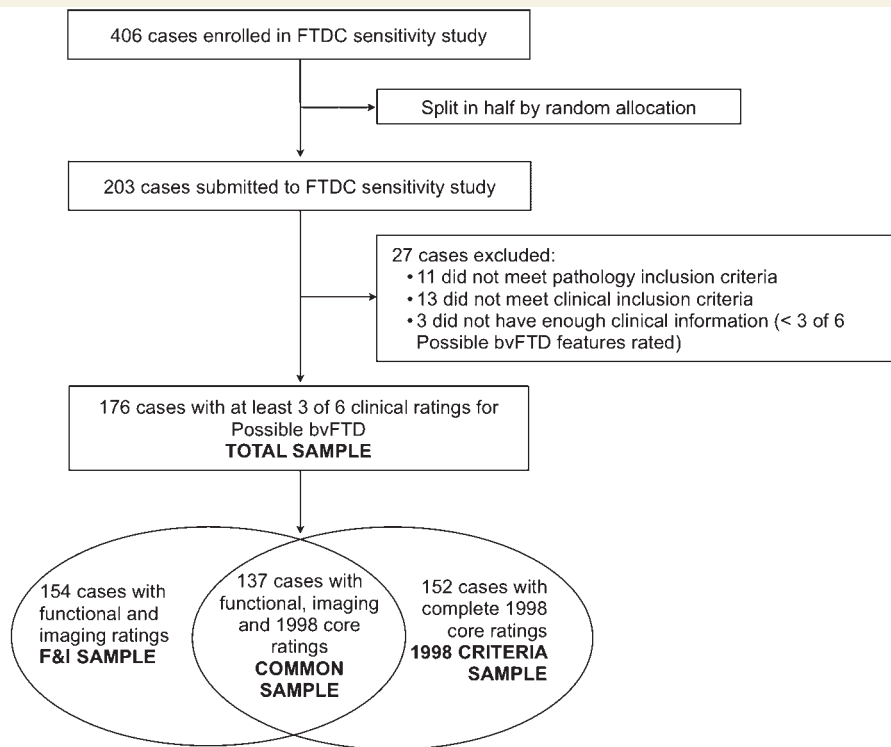 406 cases enrolled in FTDC sensitivity study
Split in half by random allocation
203 cases submitted to FTDC sensitivity study
27 cases excluded:
• 11 did not meet pathology inclusion criteria
• 13 did not meet clinical inclusion criteria
• 3 did not have enough clinical information (< 3 of 6
Possible bvFTD features rated)
176 cases with at least 3 of 6 clinical ratings for
Possible bvFTD
TOTAL SAMPLE
154 cases with
functional and
imaging ratings
F&I SAMPLE
137 cases with
functional, imaging
and 1998 core
ratings
COMMON
SAMPLE
152 cases with
complete 1998
core ratings
1998 CRITERIA
SAMPLE